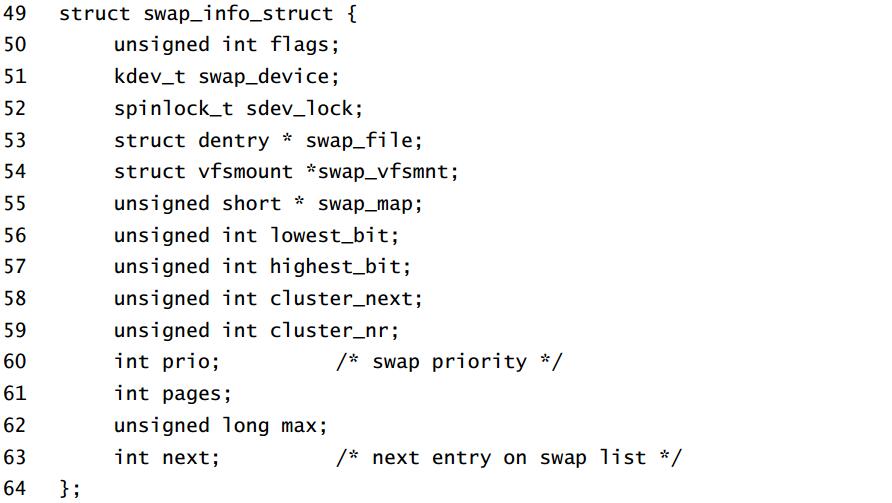 49 struct swap_info_struct {
50 unsigned int flags;
51 kdev_t swap_device;
52 spinlock_t sdev_lock;
53 struct dentry * swap_file;
54 struct vfsmount *swap_vfsmnt;
55 unsigned short * swap_map;
56 unsigned int lowest_bit;
57 unsigned int highest_bit;
58 unsigned int cluster_next;
59 unsigned int cluster_nr;
60 int prio; /* swap priority */
61 int pages;
62 unsigned long max;
63 int next; /* next entry on swap list */
64 };